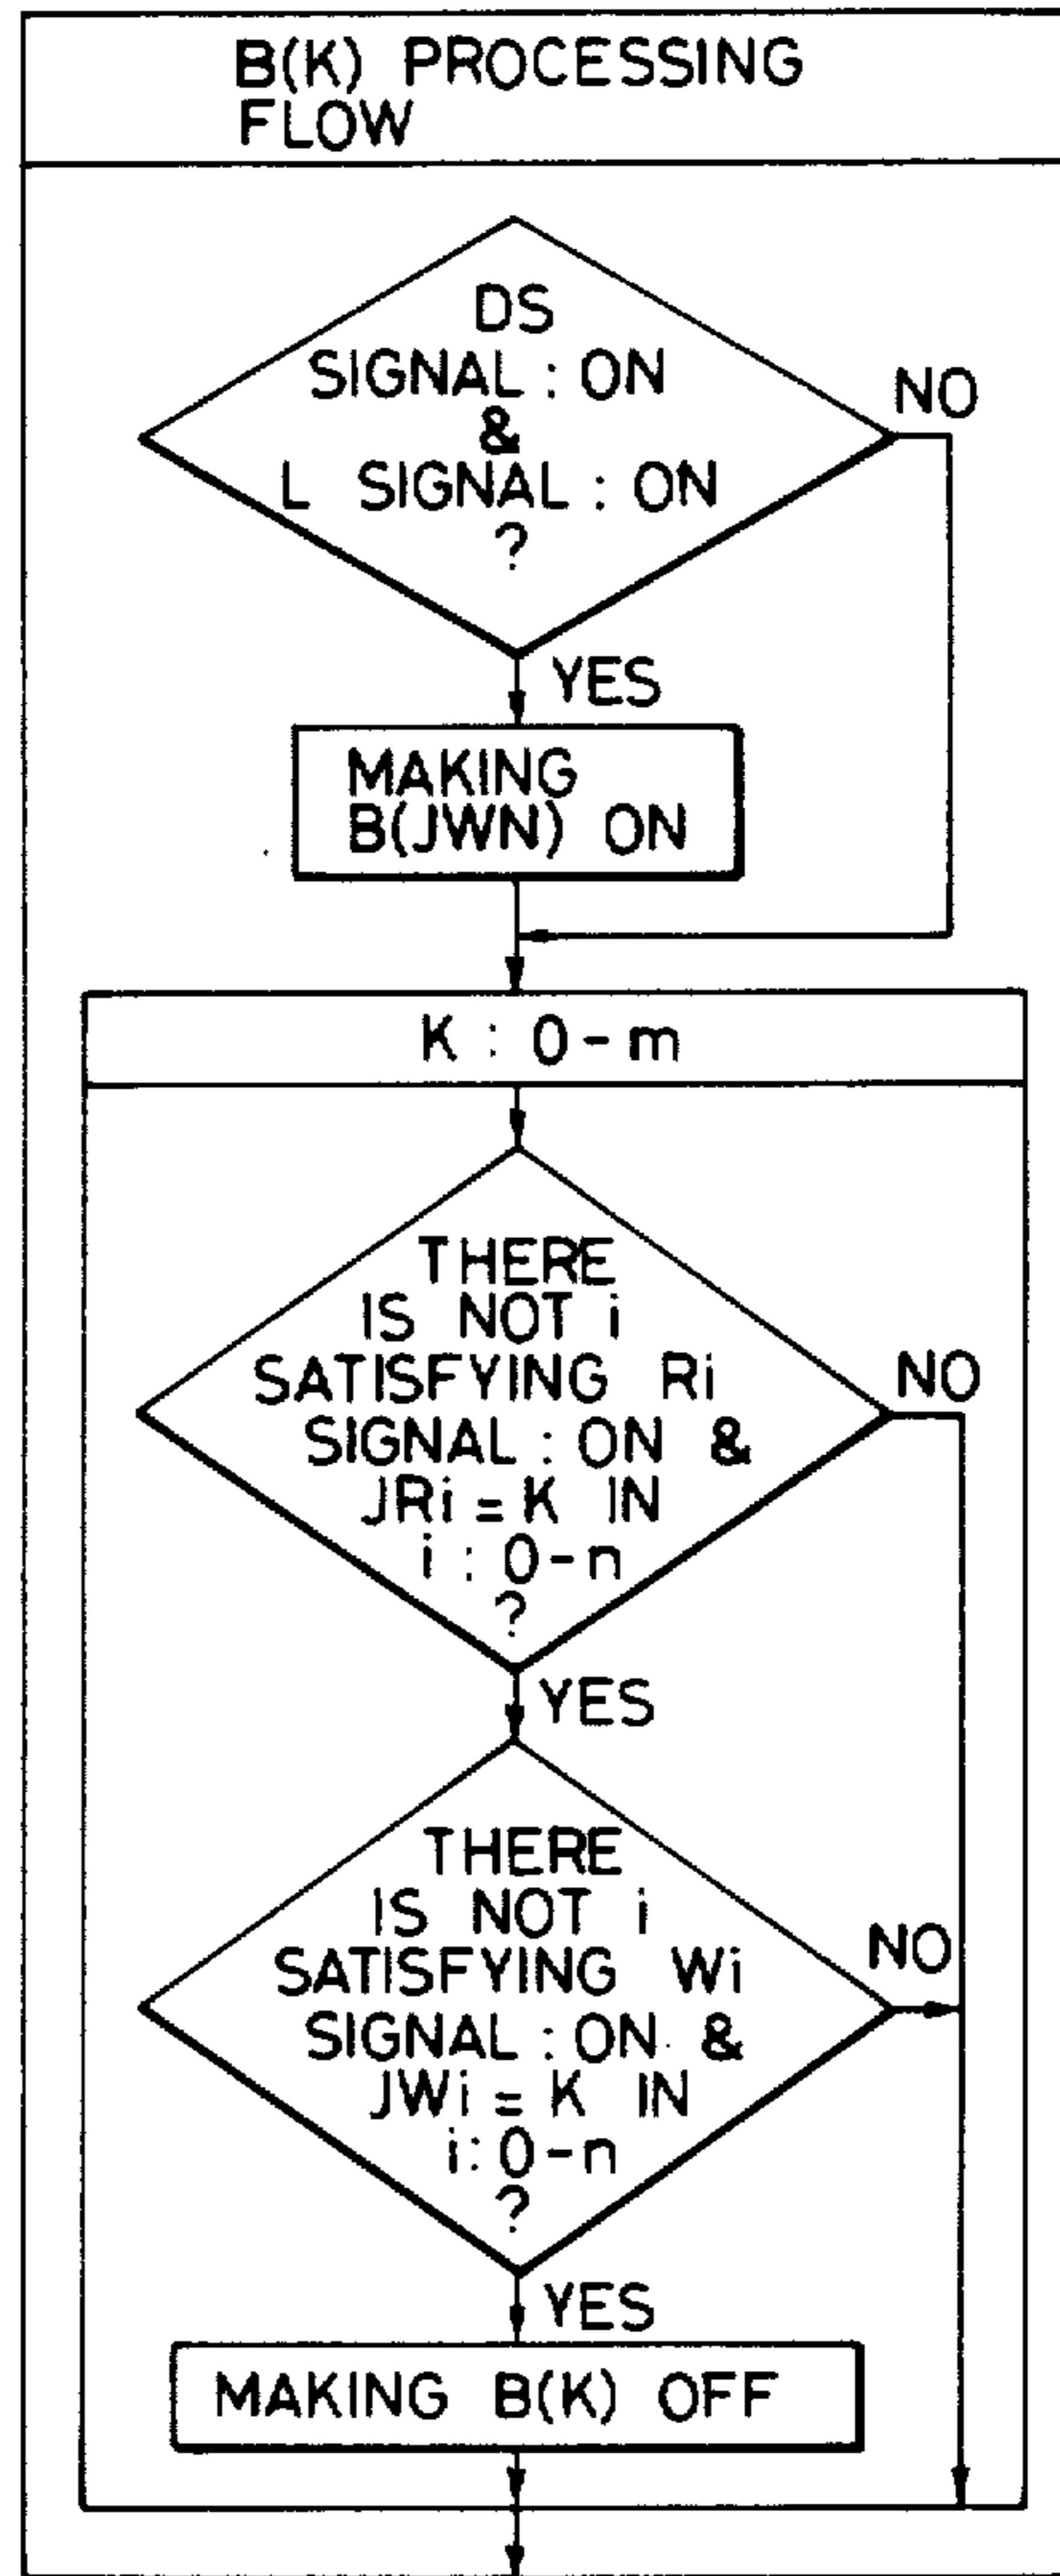 B(K) PROCESSING
FLOW
DS
SIGNAL : ON
&
L SIGNAL : ON
?
NO
YES
MAKING
B(JWN) ON
K : 0-m
THERE
IS NOT i
SATISFYING Ri
SIGNAL : ON &
JRi = K IN
i : 0-n
?
NO
YES
THERE
IS NOT i
SATISFYING Wi
SIGNAL : ON &
JWi = K IN
i : 0-n
?
NO
YES
MAKING B(K) OFF